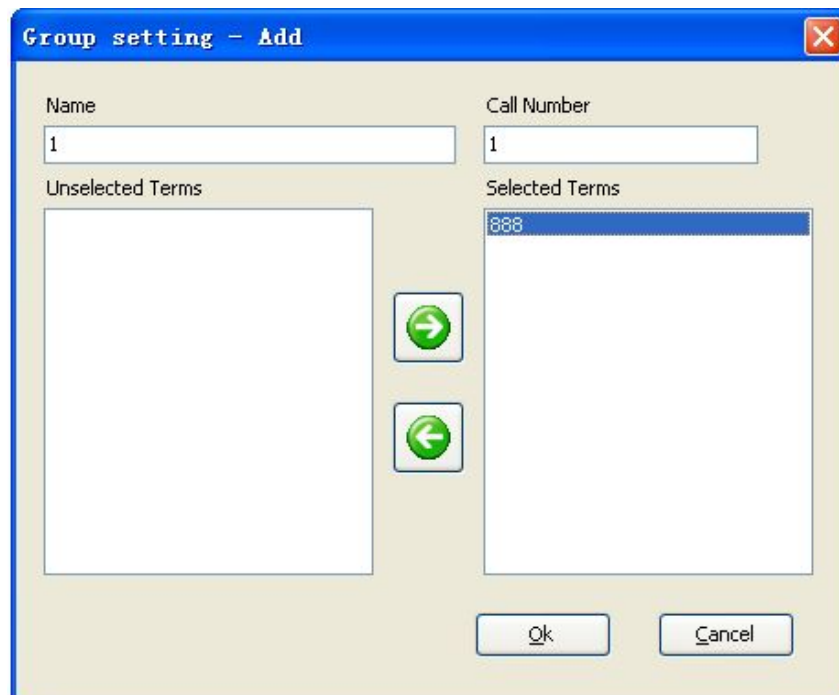 Group setting - Add
Name
Call Number
1
1
Unselected Terms
Selected Terms
888
Ok
Cancel